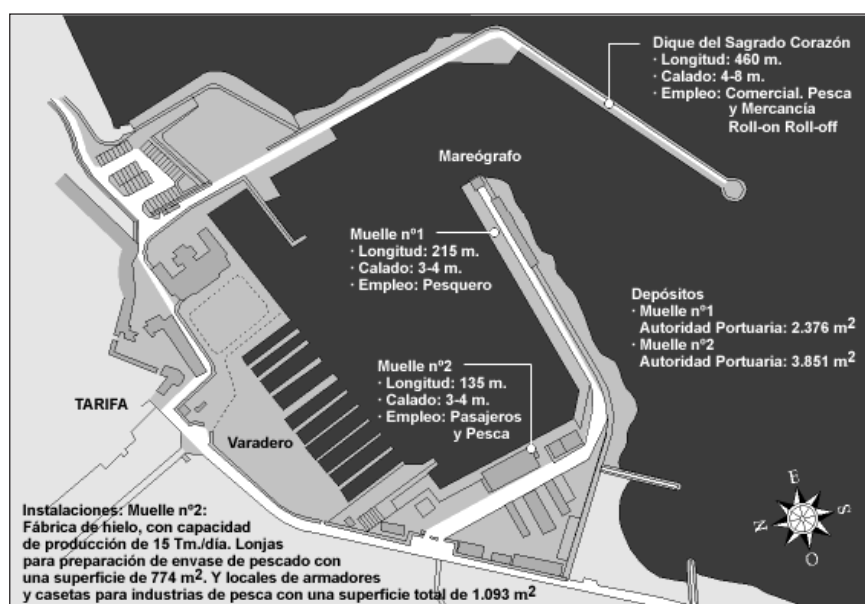 Dique del Sagrado Corazón
· Longitud: 460 m.
· Calado: 4-8 m.
· Empleo: Comercial. Pesca
y Mercancía
Roll-on Roll-off
Mareógrafo
Muelle nº1
· Longitud: 215 m.
· Calado: 3-4 m.
· Empleo: Pesquero
Depósitos
· Muelle nº1
Autoridad Portuaria: 2.376 m2
· Muelle nº2
Autoridad Portuaria: 3.851 m2
Muelle nº2
· Longitud: 135 m.
· Calado: 3-4 m.
· Empleo: Pasajeros
y Pesca
TARIFA
Varadero
Instalaciones: Muelle nº2:
Fábrica de hielo, con capacidad
de producción de 15 Tm./día. Lonjas
para preparación de envase de pescado con
una superficie de 774 m2. Y locales de armadores
y casetas para industrias de pesca con una superficie total de 1.093 m2
E
S
N
O